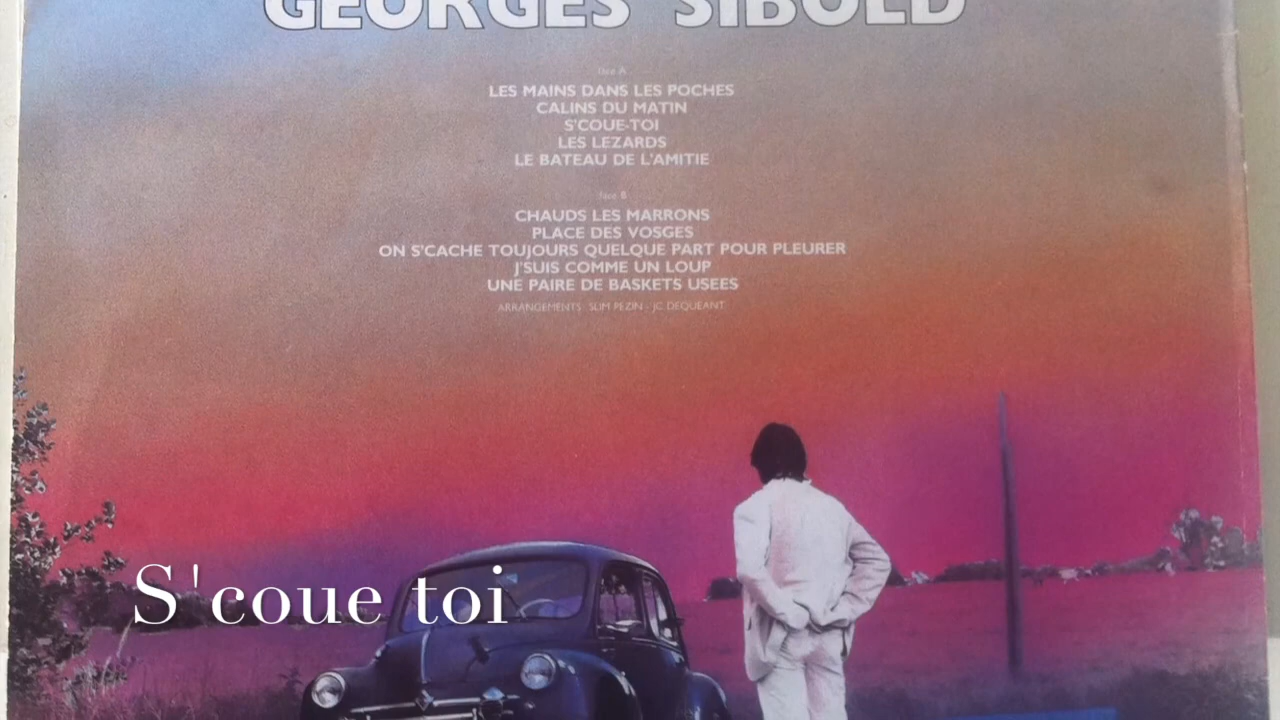 GEORGES SIBOLD
face A
LES MAINS DANS LES POCHES
CALINS DU MATIN
S'COUE-TOI
LES LEZARDS
LE BATEAU DE L'AMITIE
face B
CHAUDS LES MARRONS
PLACE DES VOSGES
ON S'CACHE TOUJOURS QUELQUE PART POUR PLEURER
J'SUIS COMME UN LOUP
UNE PAIRE DE BASKETS USEES
ARRANGEMENTS SLIM PEZIN - JC DEQUEANT
S'coue toi